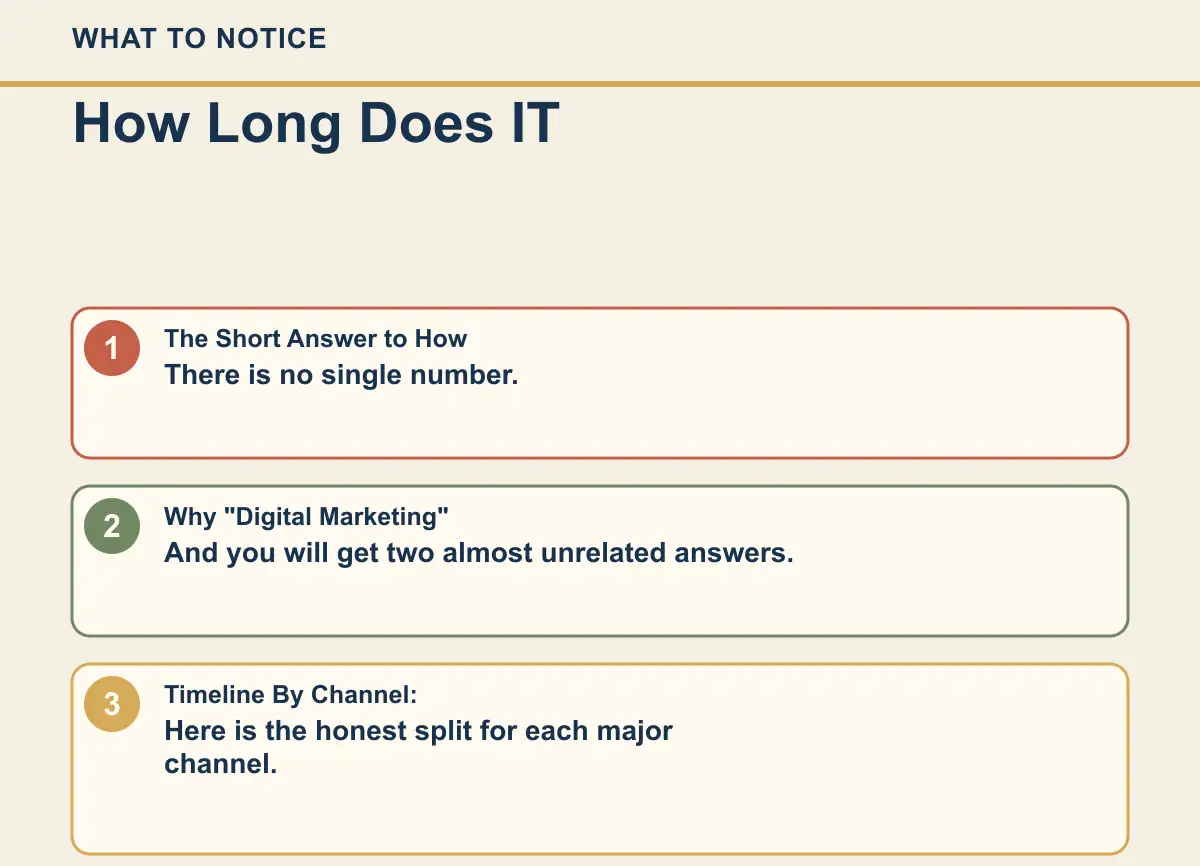 WHAT TO NOTICE
How Long Does IT
1
The Short Answer to How
There is no single number.
2
Why "Digital Marketing"
And you will get two almost unrelated answers.
3
Timeline By Channel:
Here is the honest split for each major
channel.